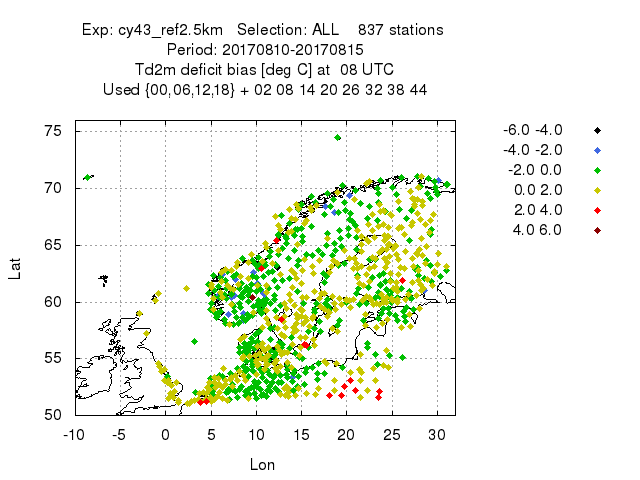 Exp: cy43_ref2.5km   Selection: ALL    837 stations
Period: 20170810-20170815
Td2m deficit bias [deg C] at  08 UTC
Used {00,06,12,18} + 02 08 14 20 26 32 38 44
-6.0 -4.0
-4.0 -2.0
-2.0 0.0
0.0 2.0
2.0 4.0
4.0 6.0
75
70
65
60
55
50
Lat
-10 -5 0 5 10 15 20 25 30
Lon